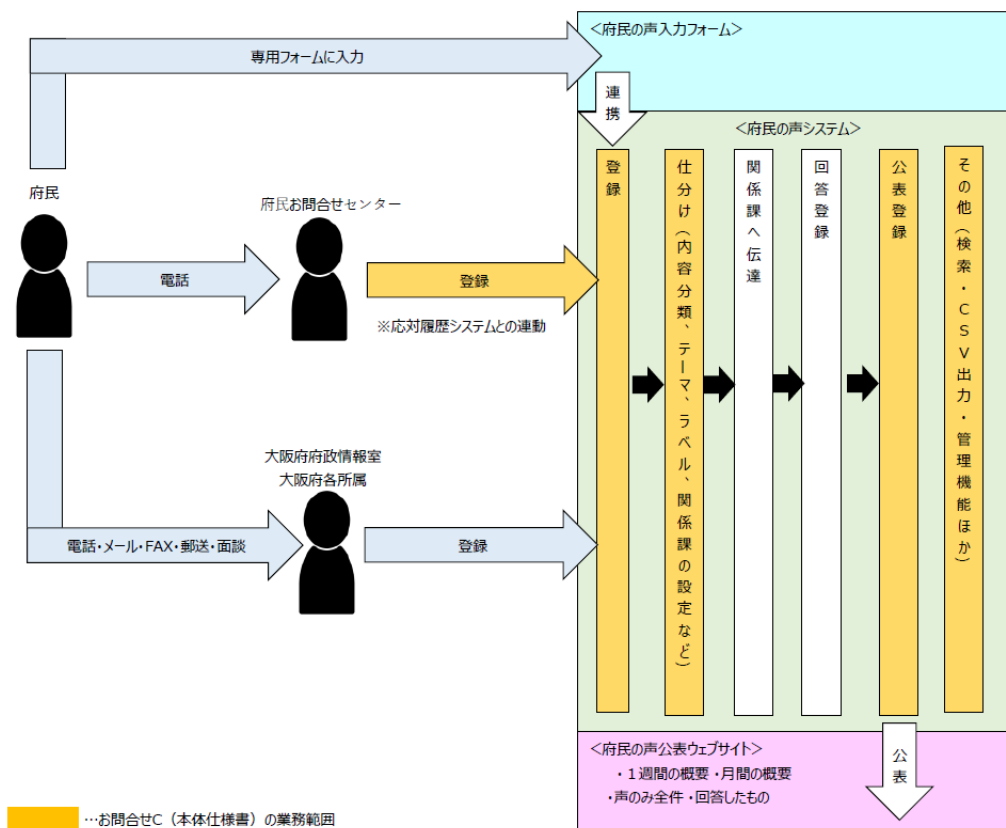 ＜府民の声入力フォーム＞
専用フォームに入力
連携
＜府民の声システム＞
府民
府民お問合せセンター
電話
登録
※応対履歴システムとの連動
大阪府府政情報室
大阪府各所属
電話・メール・FAX・郵送・面談
登録
登録
仕分け（内容分類、テーマ、ラベル、関係課の設定など）
関係課へ伝達
回答登録
公表登録
その他（検索・ＣＳＶ出力・管理機能ほか）
＜府民の声公表ウェブサイト＞
・１週間の概要・月間の概要
・声のみ全件・回答したもの
公表
…お問合せC（本体仕様書）の業務範囲